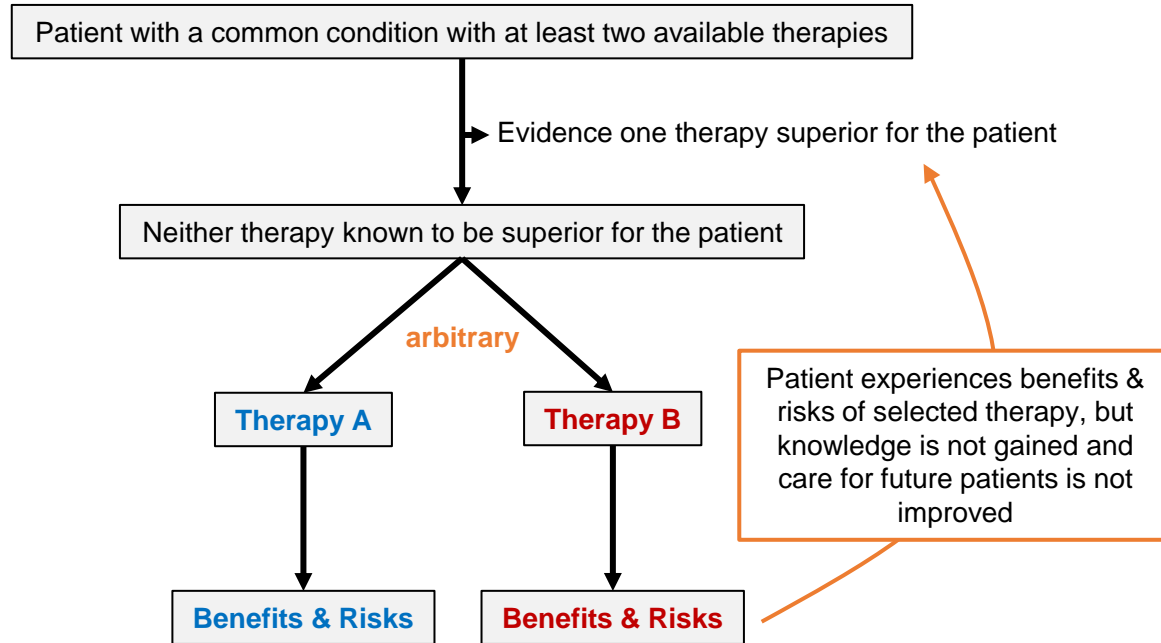 Patient with a common condition with at least two available therapies
Evidence one therapy superior for the patient
Neither therapy known to be superior for the patient
arbitrary
Therapy A
Therapy B
Patient experiences benefits &
risks of selected therapy, but
knowledge is not gained and
care for future patients is not
improved
Benefits & Risks
Benefits & Risks